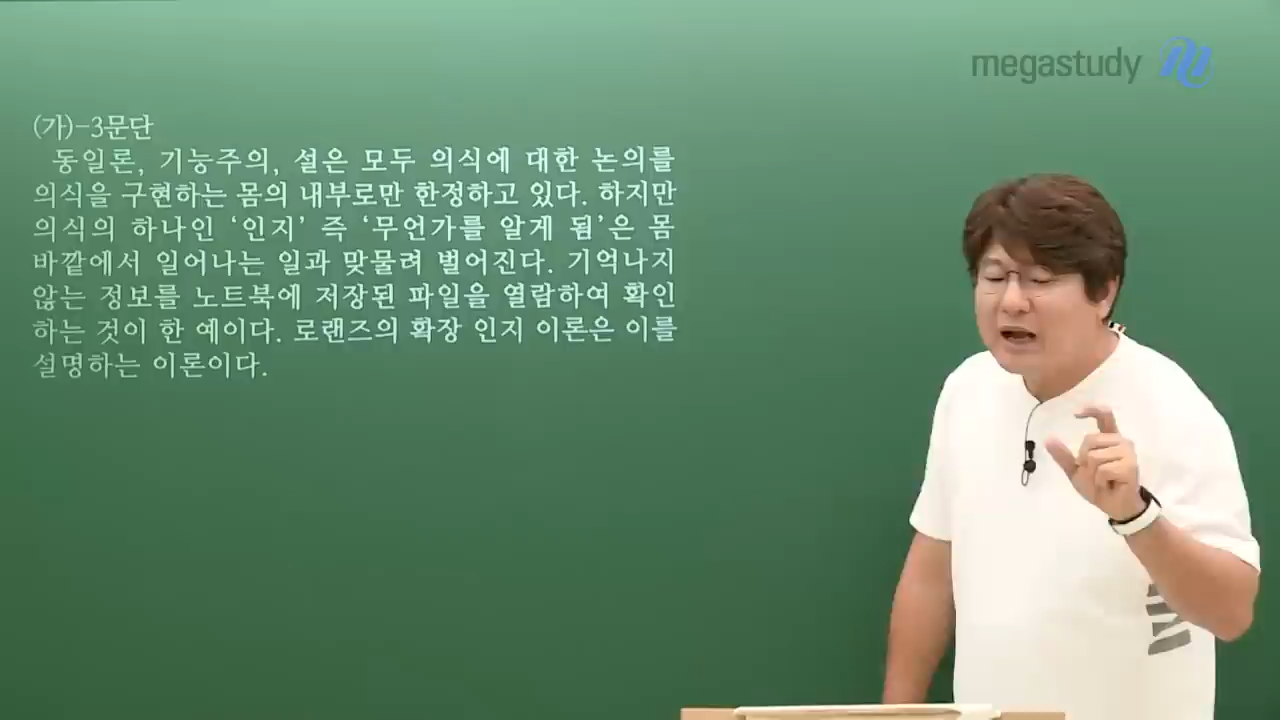 megastudy
(가)-3문단
동일론, 기능주의, 설은 모두 의식에 대한 논의를
의식을 구현하는 몸의 내부로만 한정하고 있다. 하지만
의식의 하나인 ‘인지’ 즉 ‘무언가를 알게 됨’은 몸
바깥에서 일어나는 일과 맞물려 벌어진다. 기억나지
않는 정보를 노트북에 저장된 파일을 열람하여 확인
하는 것이 한 예이다. 로랜즈의 확장 인지 이론은 이를
설명하는 이론이다.